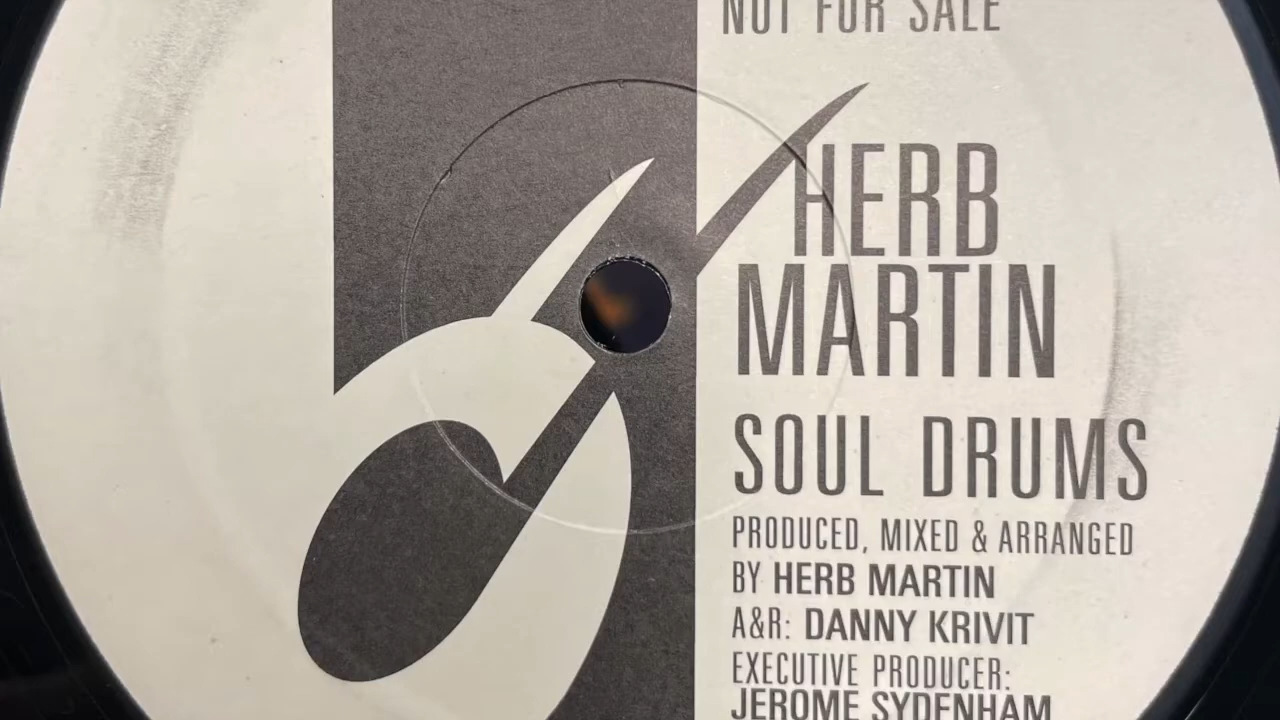 NOT FOR SALE
HERB
MARTIN
SOUL DRUMS
PRODUCED, MIXED & ARRANGED
BY HERB MARTIN
A&R: DANNY KRIVIT
EXECUTIVE PRODUCER:
JEROME SYDENHAM